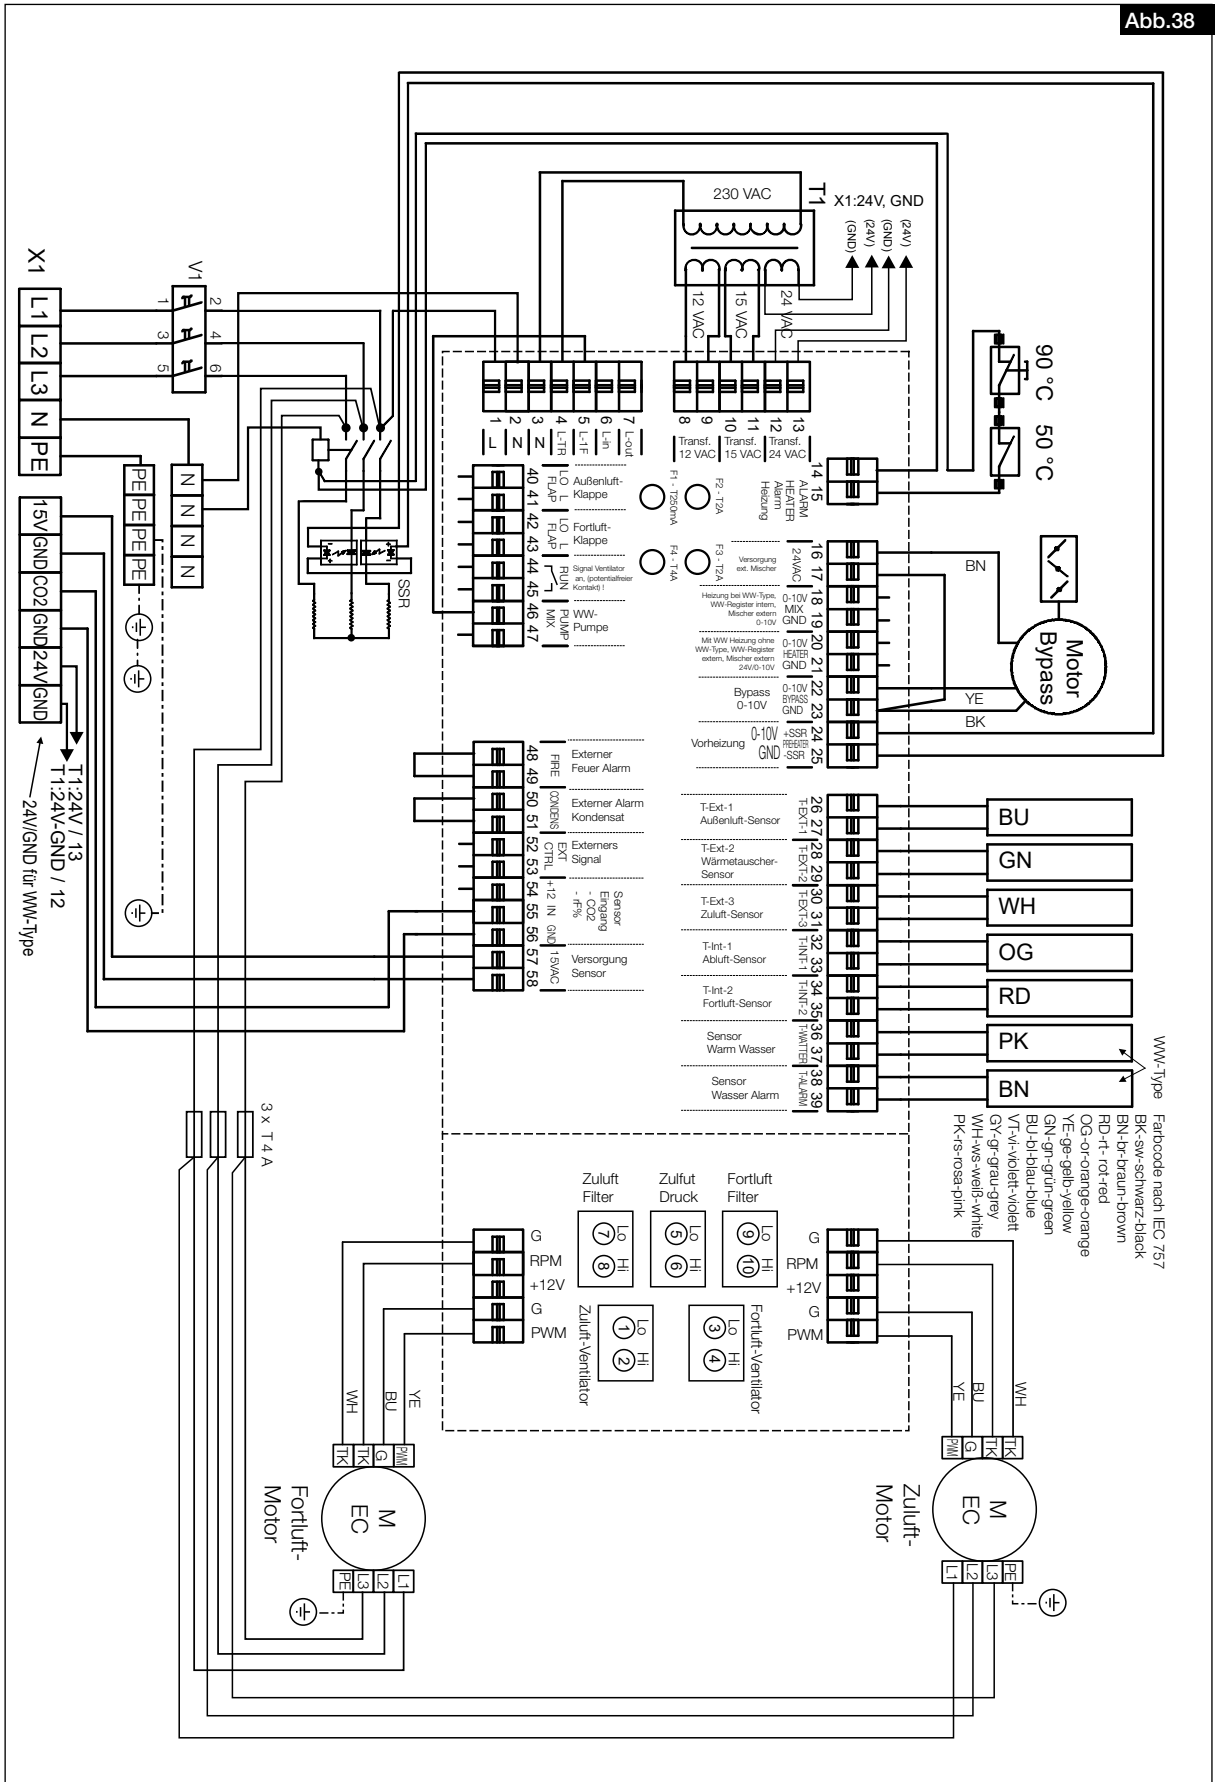 Abb.38
230 VAC
T1
X1:24V, GND
(GND)
(24V)
(GND)
(24V)
12 VAC
15 VAC
24 VAC
X1
L1
L2
L3
N
PE
V1
1
2
3
4
5
6
PE
PE
PE
PE
N
N
N
N
15V
GND
CO2
GND
24V
GND
T1:24V / 13
T1:24V-GND / 12
24V/GND für WW-Type
SSR
90 °C
50 °C
1
2
3
4
5
6
7
L
N
N
L-TR
L-1F
L-in
L-out
8
9
10
11
12
13
Transf.
12 VAC
Transf.
15 VAC
Transf.
24 VAC
14
15
ALARM
HEATER
Alarm
Heizung
F1 - T250mA
F2 - T2A
F4 - T4A
F3 - T2A
40
41
LO L
FLAP
Außenluft-
Klappe
42
43
LO L
FLAP
Fortluft-
Klappe
44
45
RUN
Signal Ventilator
an, (potentialfreier
Kontakt) !
46
47
PUMP
MIX
WW-
Pumpe
16
17
24VAC
Versorgung
ext. Mischer
18
19
0-10V
MIX
GND
Heizung bei WW-Type,
WW-Register intern,
Mischer extern
0-10V
20
21
0-10V
HEATER
GND
Mit WW Heizung ohne
WW-Type, WW-Register
extern, Mischer extern
24V/0-10V
22
23
0-10V
BYPASS
GND
Bypass
0-10V
24
25
+SSR
PREHEATER
-SSR
0-10V
GND
Vorheizung
BN
YE
BK
Motor
Bypass
48
49
FIRE
Externer
Feuer Alarm
50
51
CONDENS
Externer Alarm
Kondensat
52
53
EXT
CTRL
Externers
Signal
54
55
56
+12 IN GND
Sensor
Eingang
- CO2
- rF%
57
58
15VAC
Versorgung
Sensor
26
27
T-EXT-1
T-Ext-1
Außenluft-Sensor
BU
28
29
T-EXT-2
T-Ext-2
Wärmetauscher-
Sensor
GN
30
31
T-EXT-3
T-Ext-3
Zuluft-Sensor
WH
32
33
T-INT-1
T-Int-1
Abluft-Sensor
OG
34
35
T-INT-2
T-Int-2
Fortluft-Sensor
RD
36
37
T-WATTER
Sensor
Warm Wasser
PK
38
39
T-ALARM
Sensor
Wasser Alarm
BN
WW-Type
Farbcode nach IEC 757
BK-sw-schwarz-black
BN-br-braun-brown
RD-rt- rot-red
OG-or-orange-orange
YE-ge-gelb-yellow
GN-gn-grün-green
BU-bl-blau-blue
VT-vi-violett-violett
GY-gr-grau-grey
WH-ws-weiß-white
PK-rs-rosa-pink
3 x T 4 A
Zuluft
Filter
Lo
Hi
7
8
Zulfut
Druck
Lo
Hi
5
6
Fortluft
Filter
Lo
Hi
9
10
Lo
Hi
1
2
Zuluft-Ventilator
Lo
Hi
3
4
Fortluft-Ventilator
G
RPM
+12V
G
PWM
G
RPM
+12V
G
PWM
WH
BU
YE
TK
TK
G
PWM
M
EC
Fortluft-
Motor
PE
L3
L2
L1
YE
BU
WH
PWM
G
TK
TK
M
EC
Zuluft-
Motor
L1
L2
L3
PE